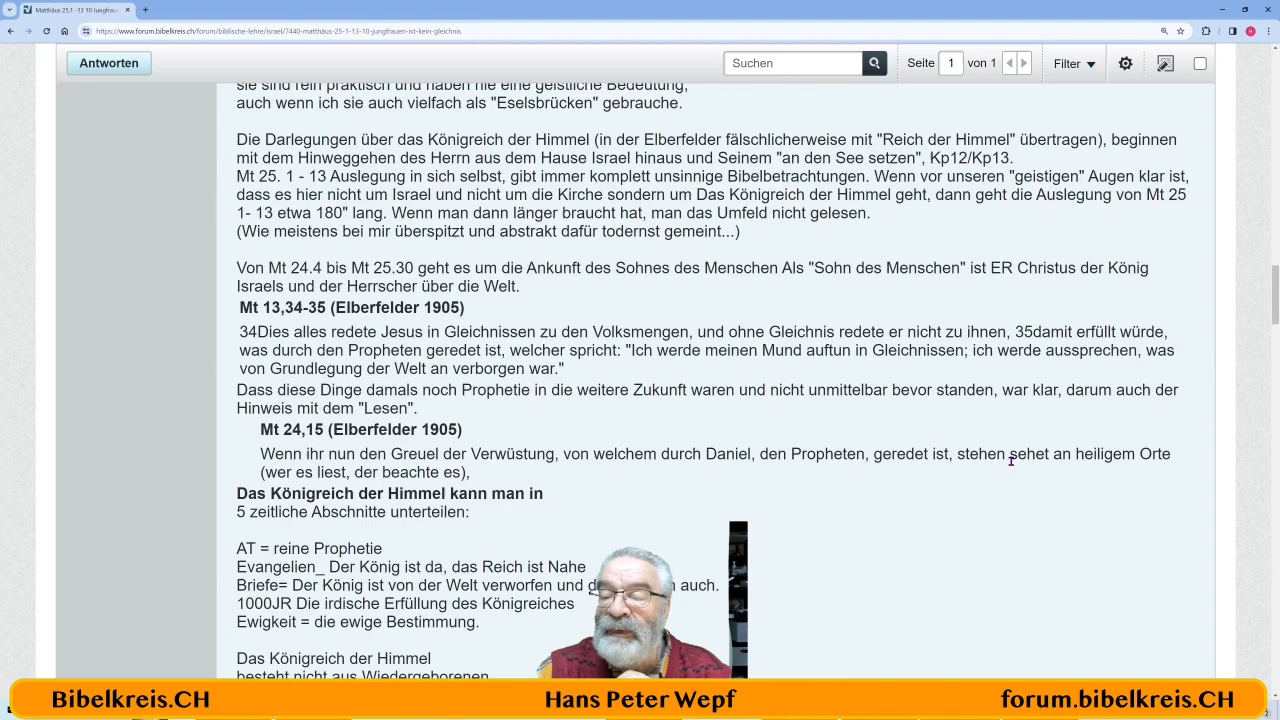 Matthäus 25.1 -13 10 Jungfrau
https://www.forum.bibelkreis.ch/forum/biblische-lehre/israel/7440-matthäus-25-1-13-10-jungfrauen-ist-kein-gleichnis
Antworten
Suchen
Seite 1 von 1
Filter
sie sind rein praktisch und haben nie eine geistliche Bedeutung,
auch wenn ich sie auch vielfach als "Eselsbrücken" gebrauche.
Die Darlegungen über das Königreich der Himmel (in der Elberfelder fälschlicherweise mit "Reich der Himmel" übertragen), beginnen
mit dem Hinweggehen des Herrn aus dem Hause Israel hinaus und Seinem "an den See setzen", Kp12/Kp13.
Mt 25. 1 - 13 Auslegung in sich selbst, gibt immer komplett unsinnige Bibelbetrachtungen. Wenn vor unseren "geistigen" Augen klar ist,
dass es hier nicht um Israel und nicht um die Kirche sondern um Das Königreich der Himmel geht, dann geht die Auslegung von Mt 25
1- 13 etwa 180" lang. Wenn man dann länger braucht hat, man das Umfeld nicht gelesen.
(Wie meistens bei mir überspitzt und abstrakt dafür todernst gemeint...)
Von Mt 24.4 bis Mt 25.30 geht es um die Ankunft des Sohnes des Menschen Als "Sohn des Menschen" ist ER Christus der König
Israels und der Herrscher über die Welt.
Mt 13,34-35 (Elberfelder 1905)
34Dies alles redete Jesus in Gleichnissen zu den Volksmengen, und ohne Gleichnis redete er nicht zu ihnen, 35damit erfüllt würde,
was durch den Propheten geredet ist, welcher spricht: "Ich werde meinen Mund auftun in Gleichnissen; ich werde aussprechen, was
von Grundlegung der Welt an verborgen war."
Dass diese Dinge damals noch Prophetie in die weitere Zukunft waren und nicht unmittelbar bevor standen, war klar, darum auch der
Hinweis mit dem "Lesen".
Mt 24,15 (Elberfelder 1905)
Wenn ihr nun den Greuel der Verwüstung, von welchem durch Daniel, den Propheten, geredet ist, stehen sehet an heiligem Orte
(wer es liest, der beachte es),
Das Königreich der Himmel kann man in
5 zeitliche Abschnitte unterteilen:
AT = reine Prophetie
Evangelien_ Der König ist da, das Reich ist Nahe
Briefe= Der König ist von der Welt verworfen und auch.
1000JR Die irdische Erfüllung des Königreiches
Ewigkeit = die ewige Bestimmung.
Das Königreich der Himmel
besteht nicht aus Wiedergeborenen
Bibelkreis.CH
Hans Peter Wepf
forum.bibelkreis.CH